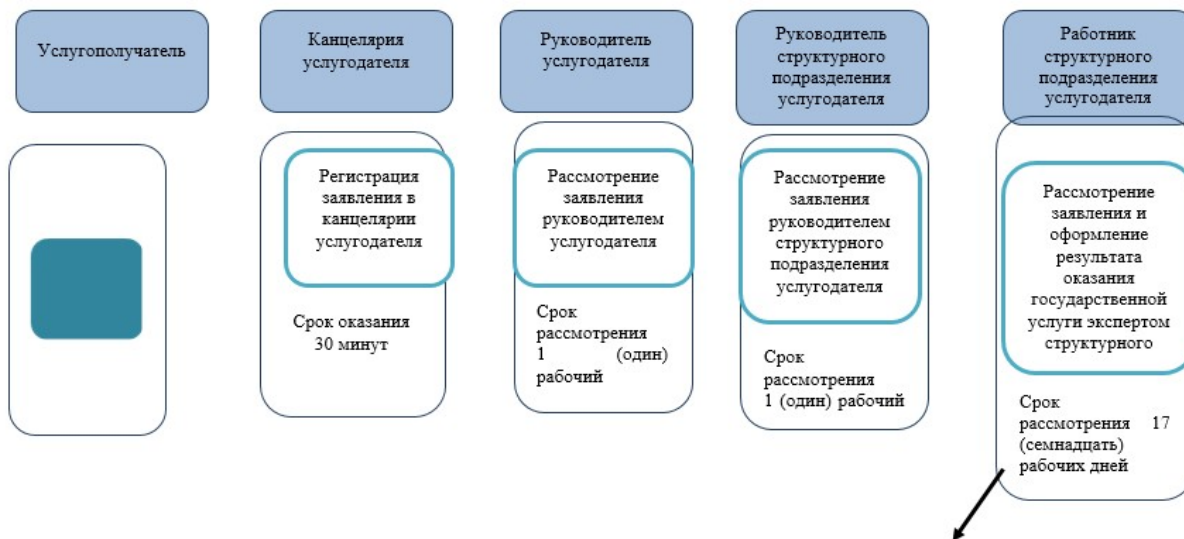 Услугополучатель
Канцелярия
услугодателя
Руководитель
услугодателя
Руководитель
структурного
подразделения
услугодателя
Работник
структурного
подразделения
услугодателя
Регистрация
заявления в
канцелярии
услугодателя
Срок оказания
30 минут
Рассмотрение
заявления
руководителем
услугодателя
Срок
рассмотрения
1 (один)
рабочий
Рассмотрение
заявления
руководителем
структурного
подразделения
услугодателя
Срок
рассмотрения
1 (один) рабочий
Рассмотрение
заявления и
оформление
результата
оказания
государственной
услуги экспертом
структурного
Срок
рассмотрения 17
(семнадцать)
рабочих дней